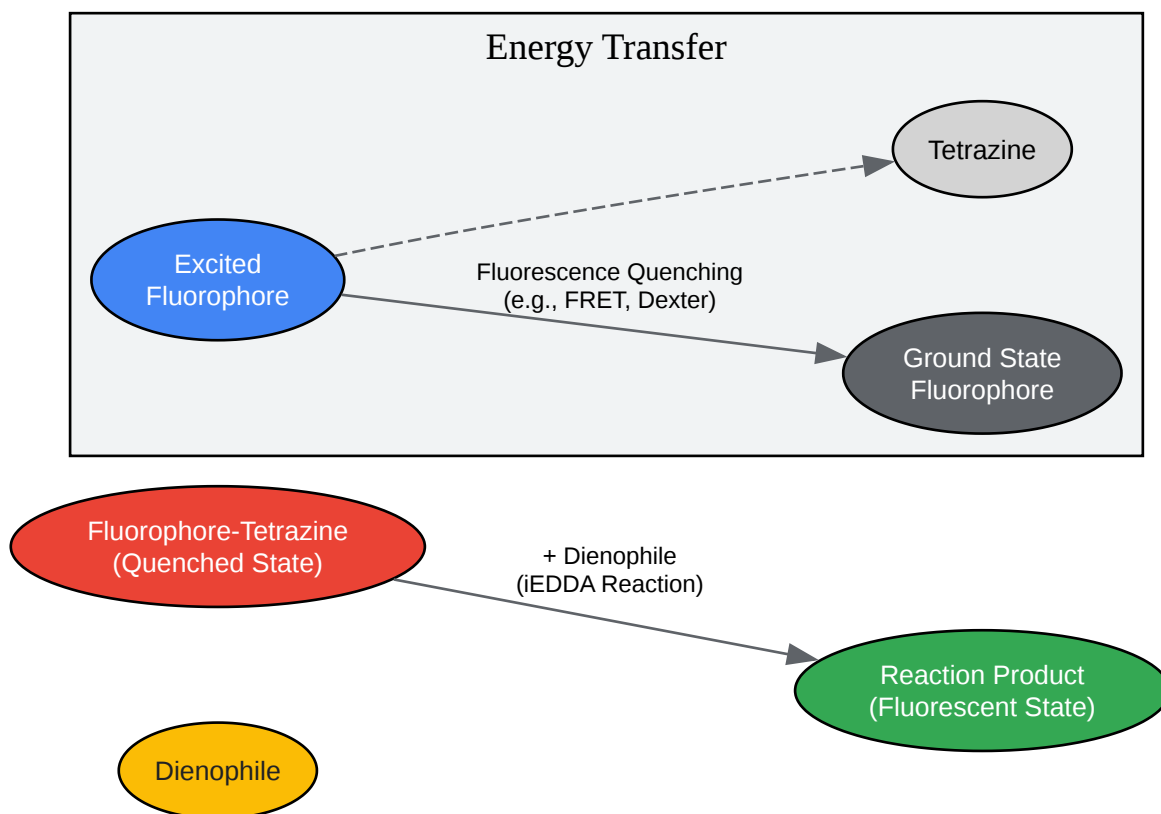 Energy Transfer
Tetrazine
Excited
Fluorophore
Fluorescence Quenching
(e.g., FRET, Dexter)
Ground State
Fluorophore
Fluorophore-Tetrazine
(Quenched State)
+ Dienophile
(iEDDA Reaction)
Reaction Product
(Fluorescent State)
Dienophile